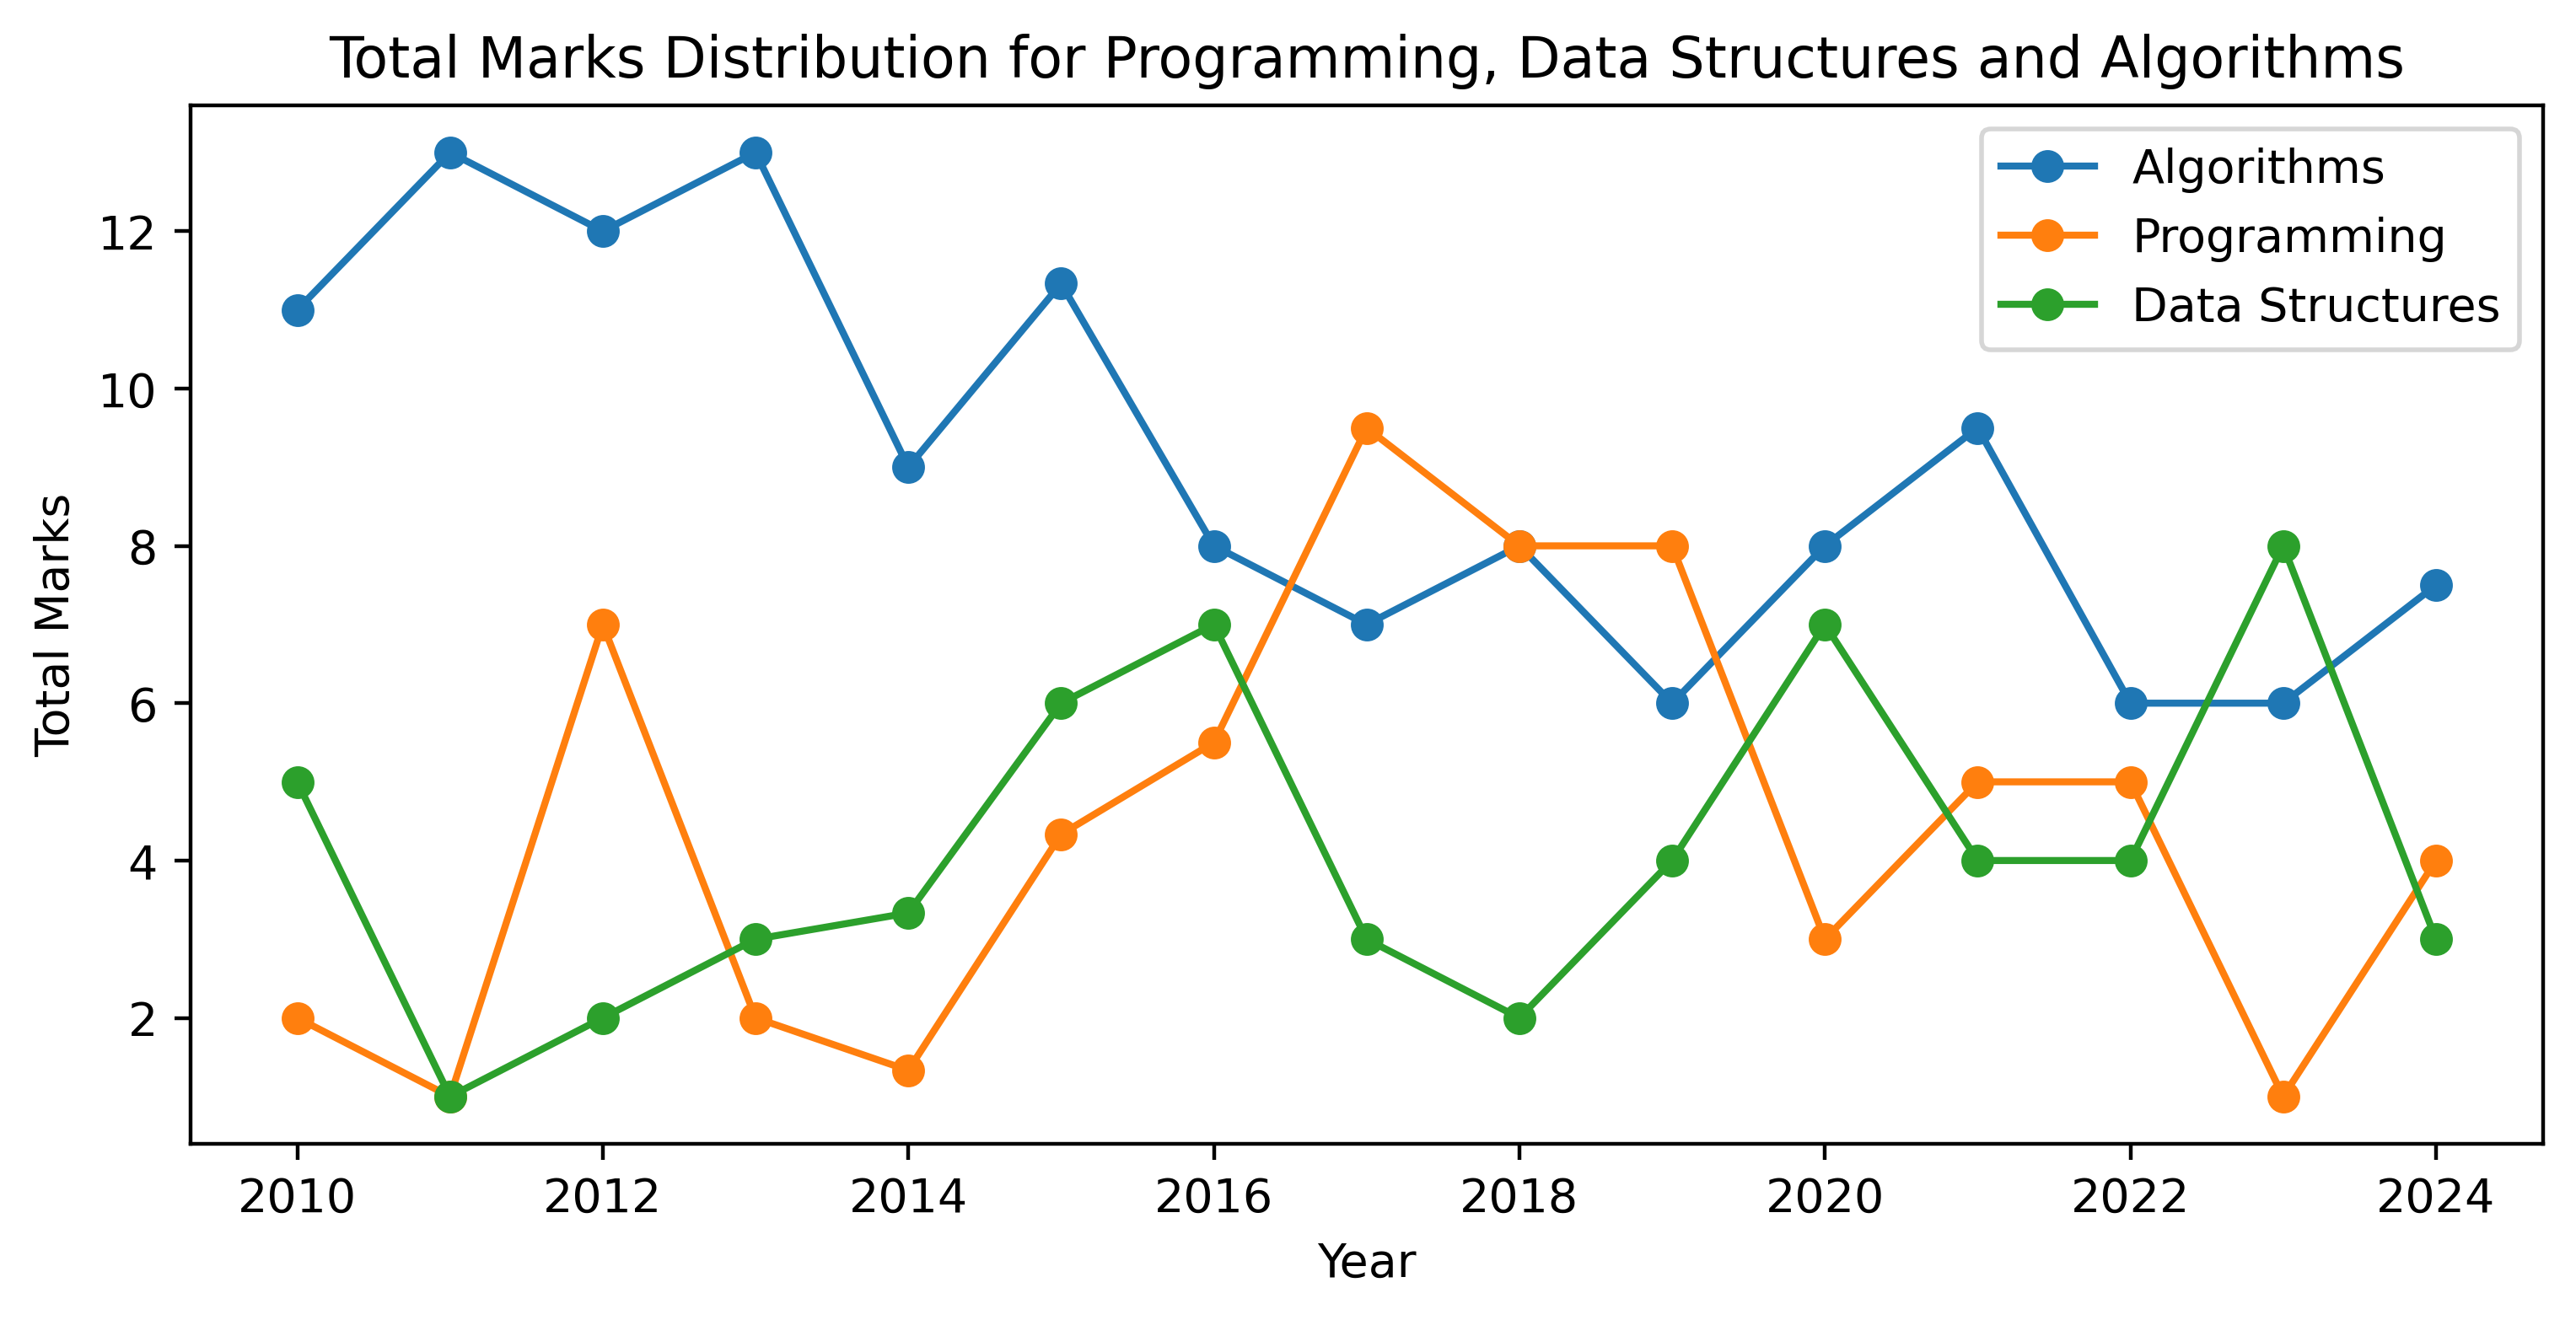 Total Marks Distribution for Programming, Data Structures and Algorithms
Algorithms
Programming
Data Structures
Total Marks
12
10
8
6
4
2
2010 2012 2014 2016 2018 2020 2022 2024
Year